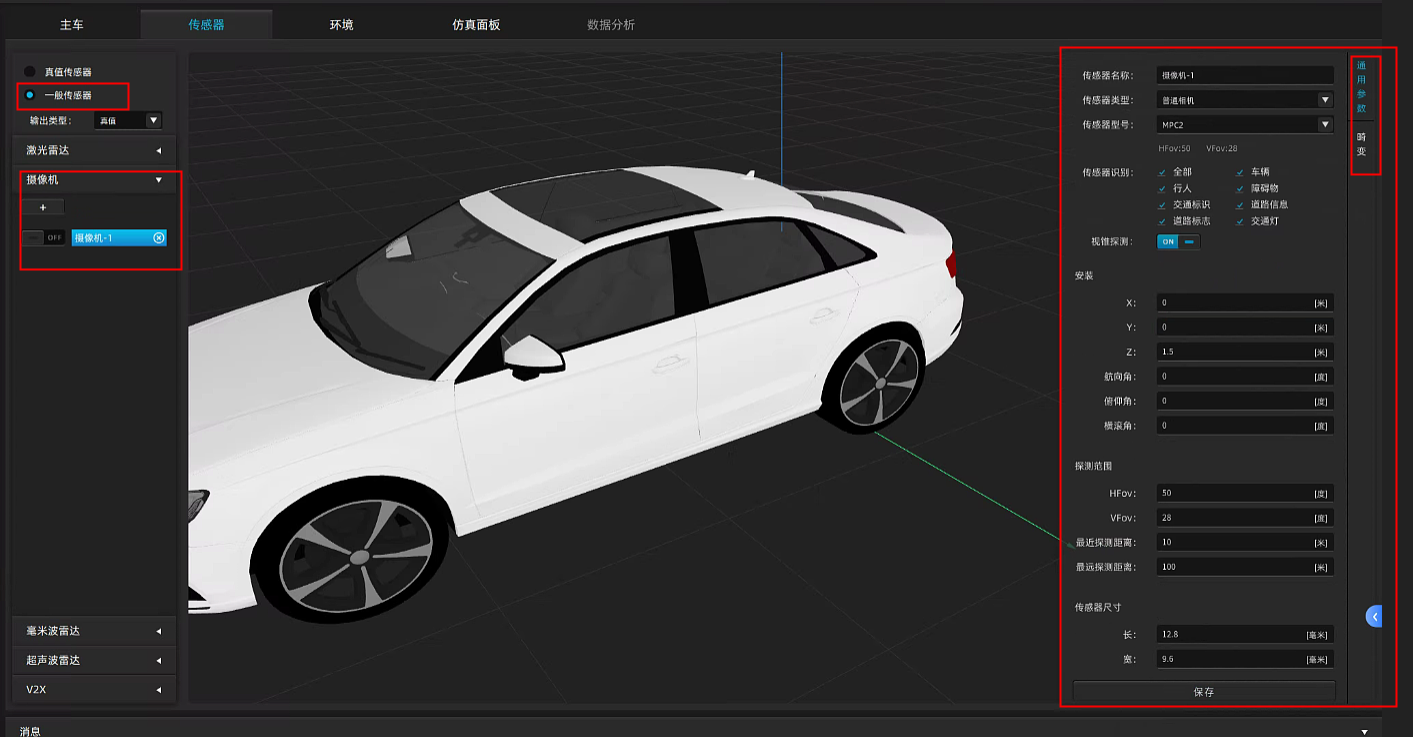 主车 传感器 环境 仿真面板 数据分析
真值传感器
一般传感器
输出类型: 真值
激光雷达
摄像机
+
OFF 摄像机-1
毫米波雷达
超声波雷达
V2X
传感器名称: 摄像机-1
传感器类型: 普通相机
传感器型号: MPC2
HFov:50 VFov:28
传感器识别: 全部 车辆
行人 障碍物
交通标识 道路信息
道路标志 交通灯
视锥探测: ON
安装
X: 0 [米]
Y: 0 [米]
Z: 1.5 [米]
航向角: 0 [度]
俯仰角: 0 [度]
横滚角: 0 [度]
探测范围
HFov: 50 [度]
VFov: 28 [度]
最近探测距离: 10 [米]
最远探测距离: 100 [米]
传感器尺寸
长: 12.8 [毫米]
宽: 9.6 [毫米]
保存
通用参数
畸变
消息